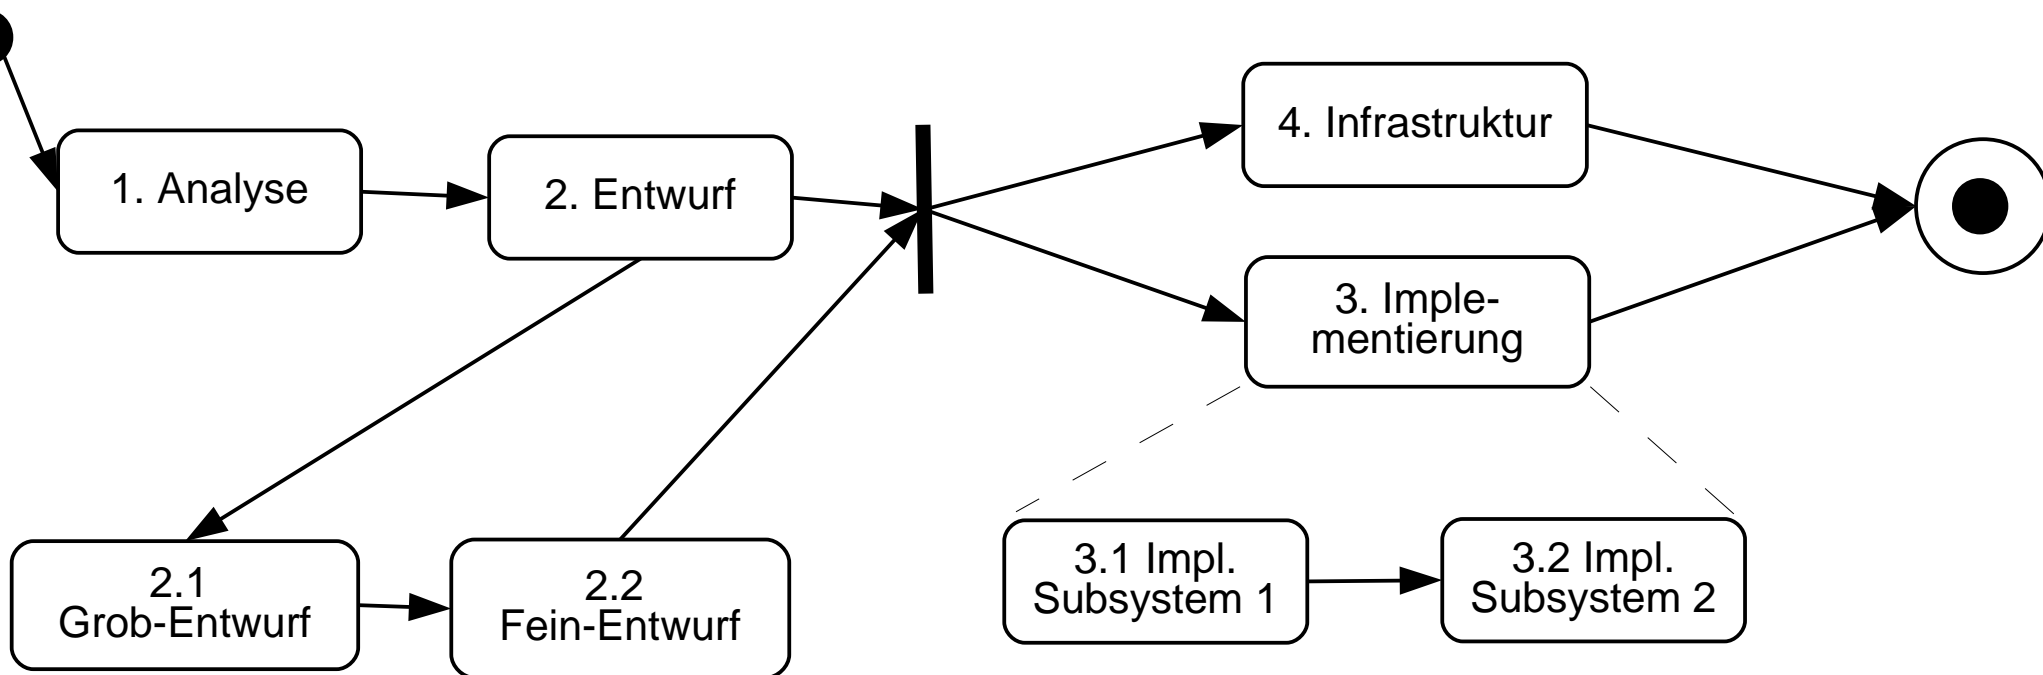 1. Analyse
2. Entwurf
4. Infrastruktur
3. Imple-
mentierung
2.1
Grob-Entwurf
2.2
Fein-Entwurf
3.1 Impl.
Subsystem 1
3.2 Impl.
Subsystem 2